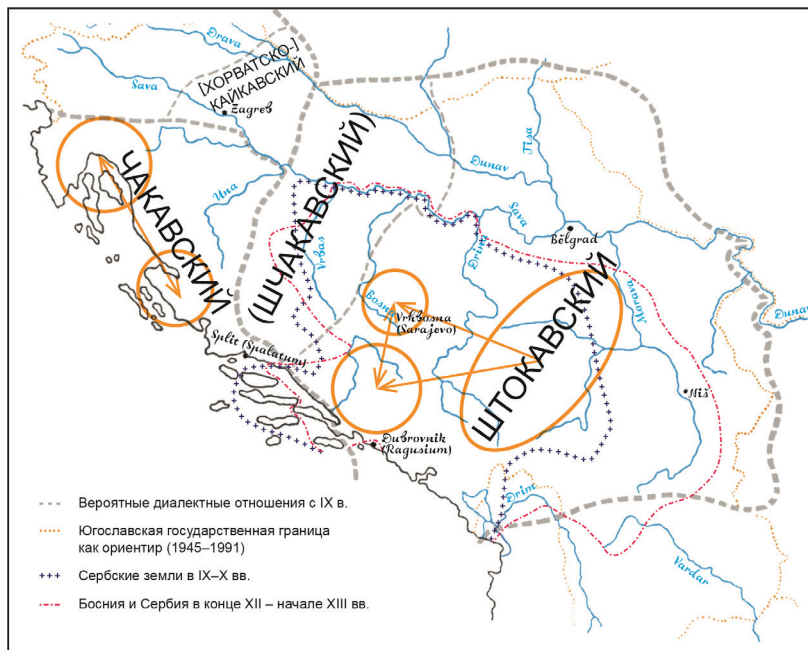 Drava
[ХОРВАТСКО-]
КАЙКАВСКИЙ
Sava
Zagreb
Tisa
ЧАКАВСКИЙ
(ШЧАКАВСКИЙ)
Dunav
Una
Sava
Bělgrad
Vrbas
Drina
Bosna
Morava
Dunav
Vrhbosna
(Sarajevo)
ШТОКАВСКИЙ
Split (Spalatum)
Niš
Dubrovnik
(Ragusium)
Drim
Vardar
Вероятные диалектные отношения с IX в.
Югославская государственная граница
как ориентир (1945–1991)
Сербские земли в IX–X вв.
Босния и Сербия в конце XII – начале XIII вв.